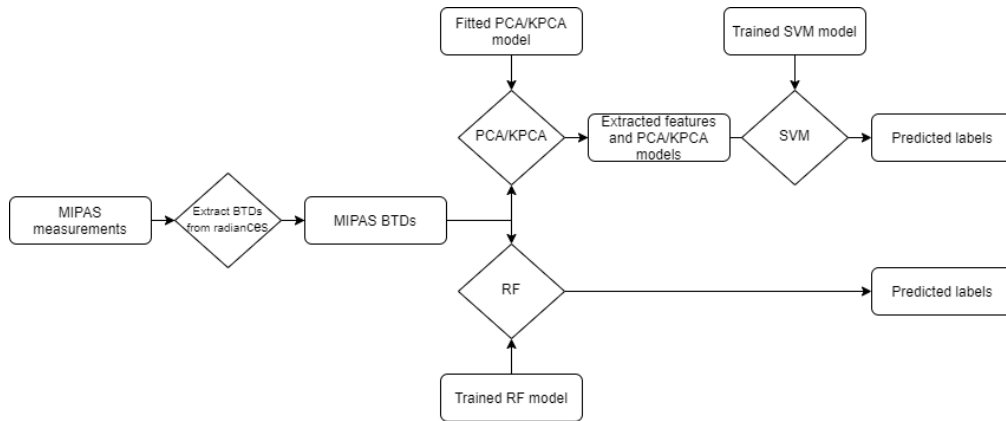 Fitted PCA/KPCA
model
Trained SVM model
PCA/KPCA
Extracted features
and PCA/KPCA
models
SVM
Predicted labels
MIPAS
measurements
Extract BTDs
from radiances
MIPAS BTDs
RF
Predicted labels
Trained RF model